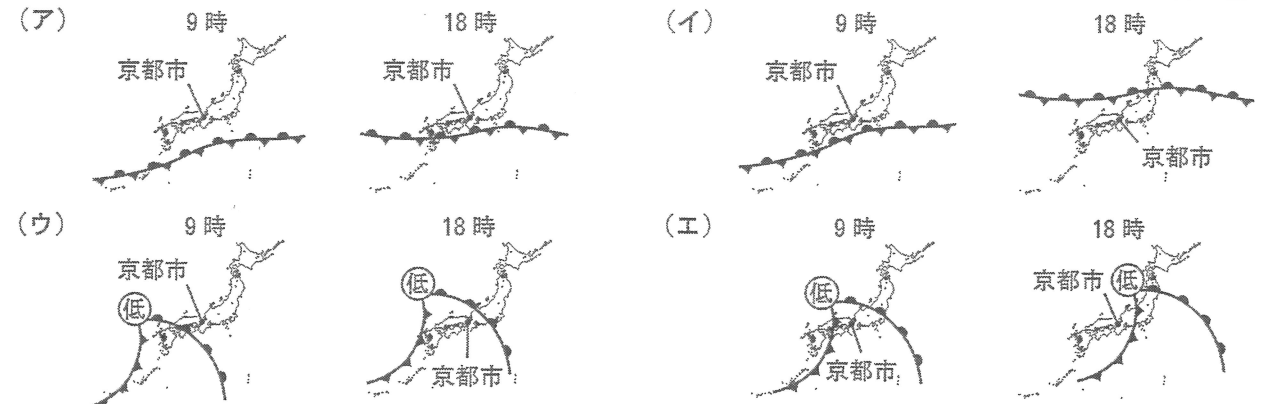 (ア) 9時 18時
京都市 京都市
(イ) 9時 18時
京都市 京都市
(ウ) 9時 18時
京都市 低 低 京都市
(エ) 9時 18時
低 京都市 京都市 低